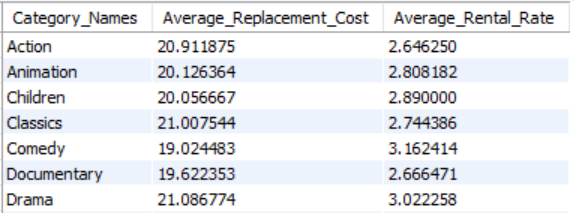 Category_Names Average_Replacement_Cost Average_Rental_Rate
Action 20.911875 2.646250
Animation 20.126364 2.808182
Children 20.056667 2.890000
Classics 21.007544 2.744386
Comedy 19.024483 3.162414
Documentary 19.622353 2.666471
Drama 21.086774 3.022258